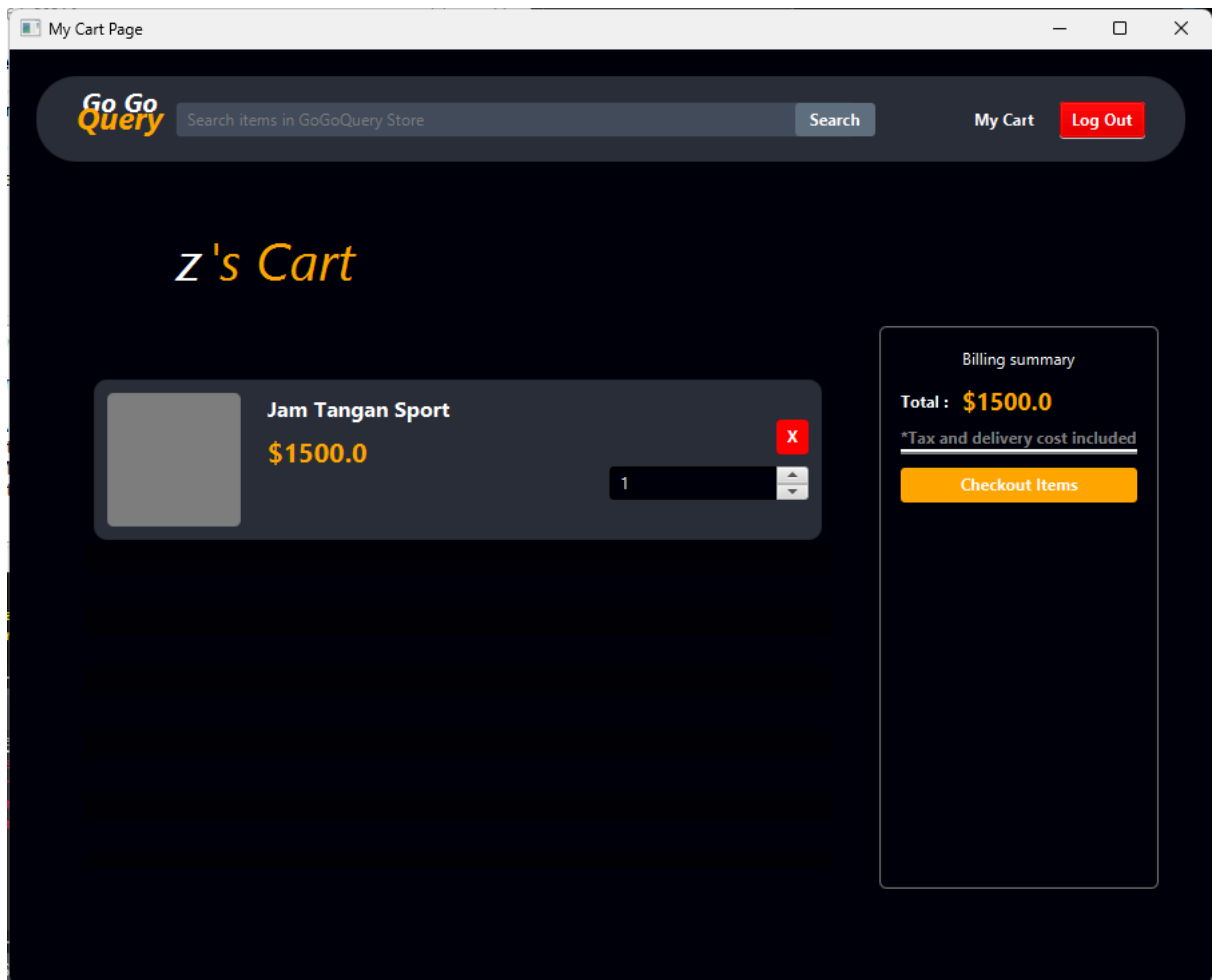 My Cart Page
Go Go
Query
Search items in GoGoQuery Store
Search
My Cart
Log Out
z 's Cart
Billing summary
Jam Tangan Sport
Total : $1500.0
$1500.0
X
*Tax and delivery cost included
1
Checkout Items